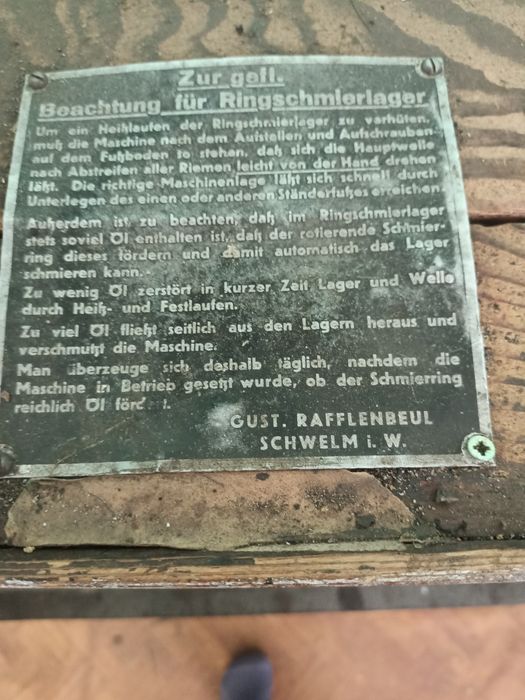 Zur gefl.
Beachtung für Ringschmierlager
Um ein Heißlaufen der Ringschmierlager zu verhüten,
muß die Maschine nach dem Aufstellen und Aufschrauben
auf dem Fußboden so stehen, daß sich die Hauptwelle
nach Abstreifen aller Riemen leicht von der Hand drehen
läßt. Die richtige Maschinenlage läßt sich schnell durch
Unterlegen des einen oder anderen Ständerfußes erreichen
Außerdem ist zu beachten, daß im Ringschmierlager
stets soviel Öl enthalten ist, daß der rotierende Schmier-
ring dieses fördern und damit automatisch das Lager
schmieren kann.
Zu wenig Öl zerstört in kurzer Zeit Lager und Welle
durch Heiß- und Festlaufen.
Zu viel Öl fließt seitlich aus den Lagern heraus und
verschmutzt die Maschine.
Man überzeuge sich deshalb täglich, nachdem die
Maschine in Betrieb gesetzt wurde, ob der Schmierring
reichlich Öl
GUST. RAFFLENBEUL
SCHWELM i. W.